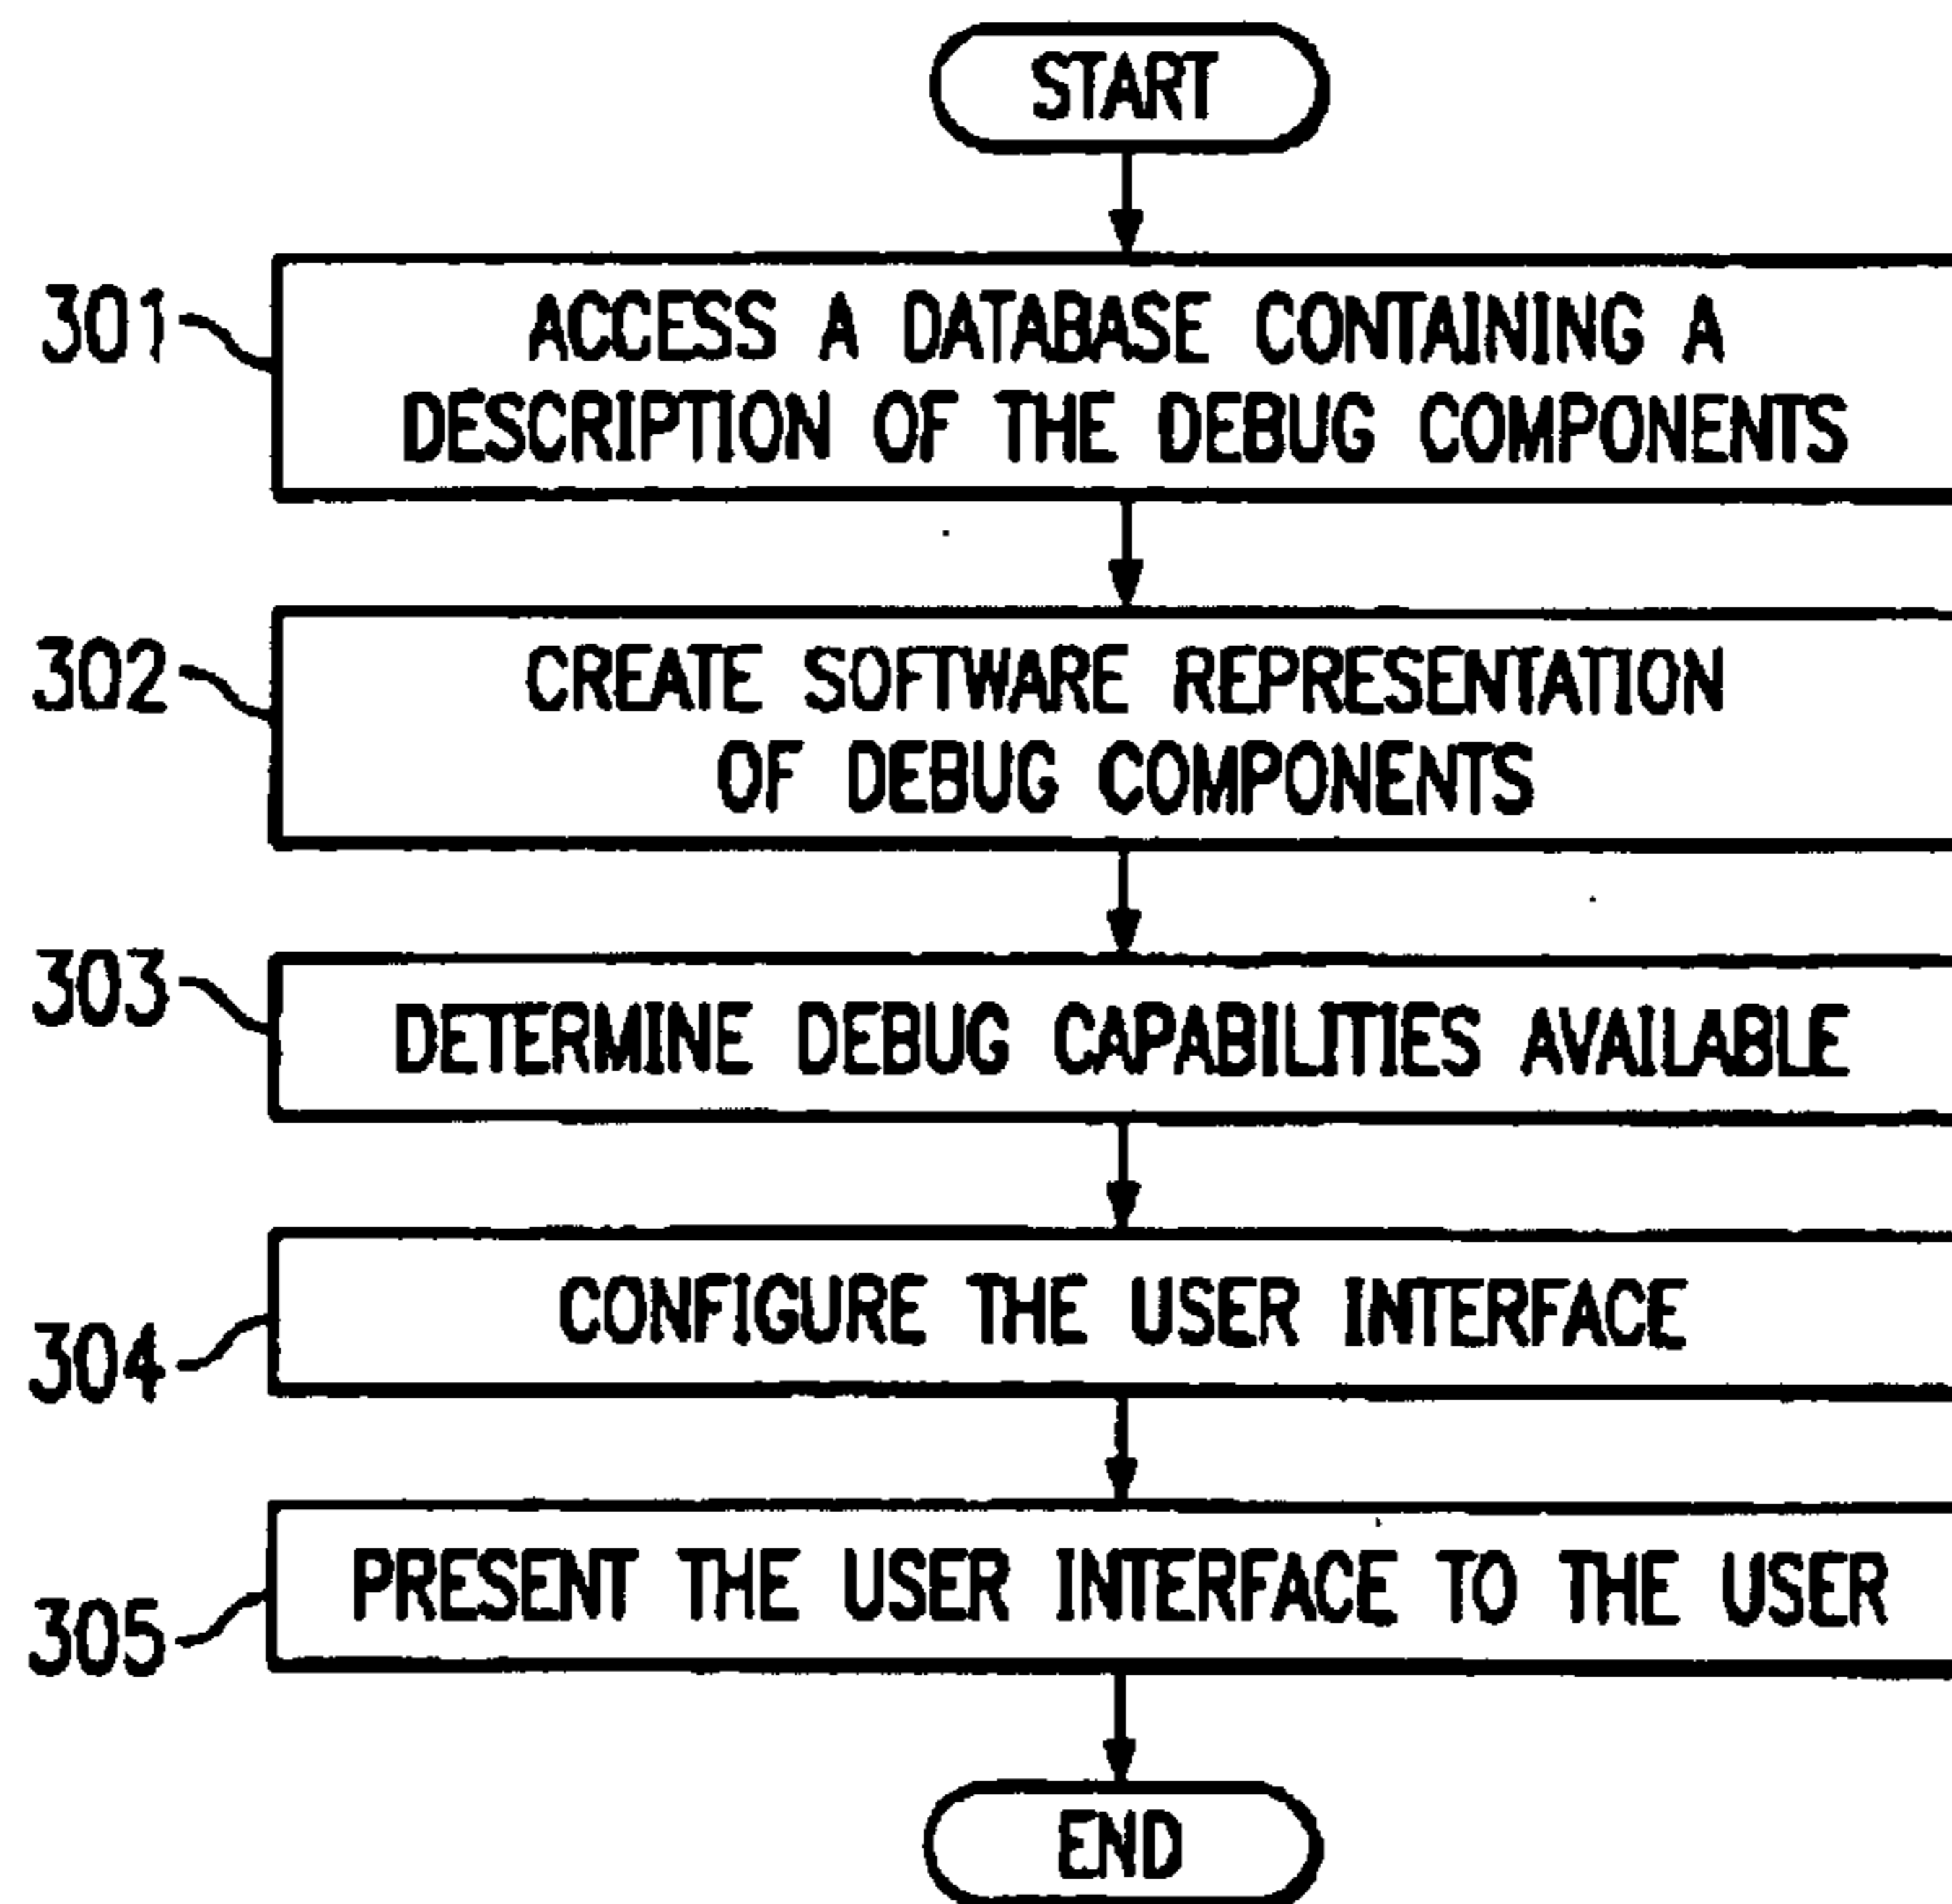 START
301
ACCESS A DATABASE CONTAINING A
DESCRIPTION OF THE DEBUG COMPONENTS
302
CREATE SOFTWARE REPRESENTATION
OF DEBUG COMPONENTS
303
DETERMINE DEBUG CAPABILITIES AVAILABLE
304
CONFIGURE THE USER INTERFACE
305
PRESENT THE USER INTERFACE TO THE USER
END